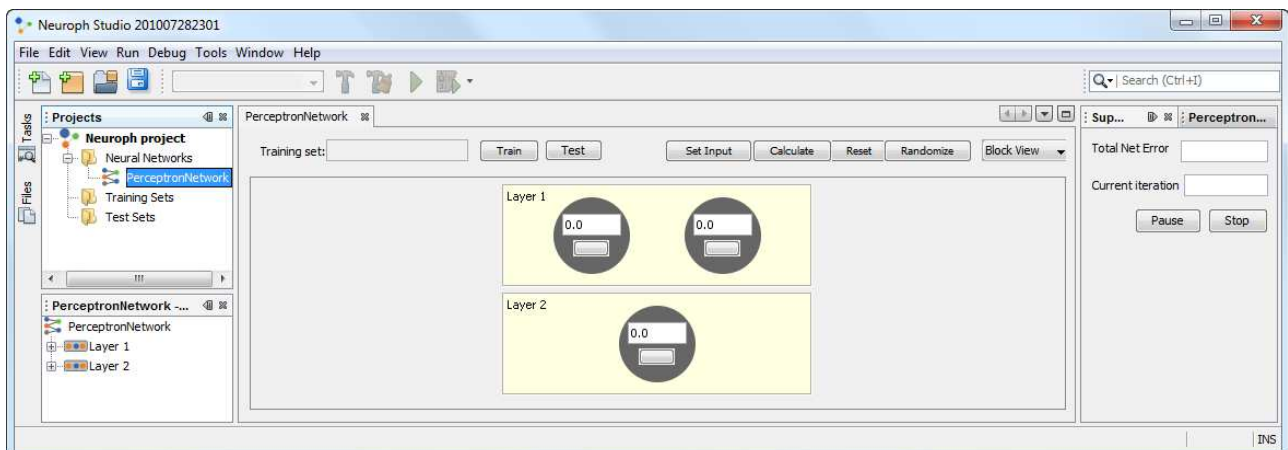 Neuroph Studio 201007282301
File Edit View Run Debug Tools Window Help
Search (Ctrl+I)
Tasks
Files
Projects
Neuroph project
Neural Networks
PerceptronNetwork
Training Sets
Test Sets
PerceptronNetwork -...
PerceptronNetwork
Layer 1
Layer 2
PerceptronNetwork
Training set: Train Test Set Input Calculate Reset Randomize Block View
Layer 1
0.0 0.0
Layer 2
0.0
Sup... Perceptron...
Total Net Error
Current iteration
Pause Stop
INS